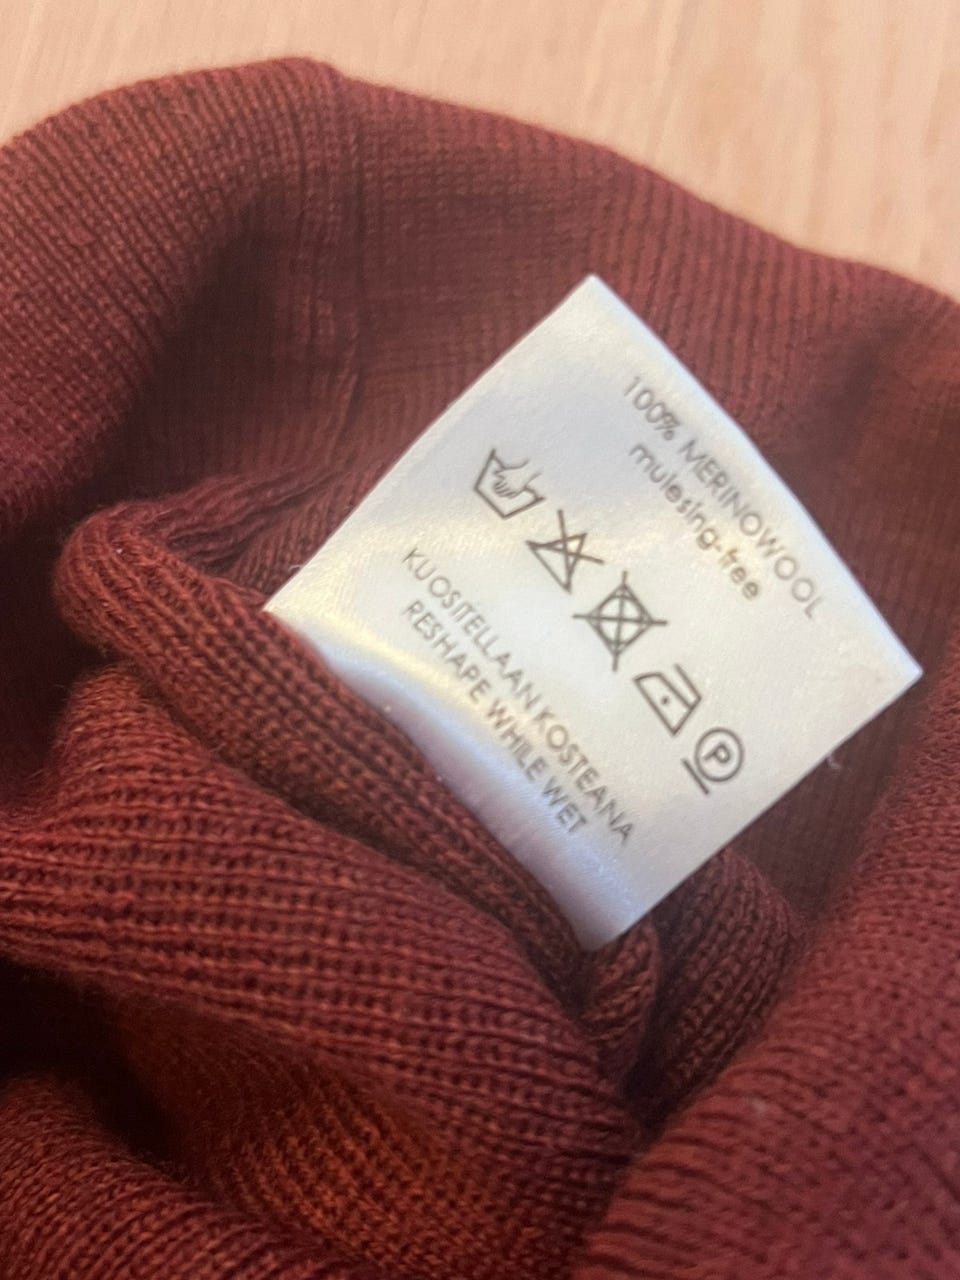 100% MERINOWOOL
mulesing-free
P
KUOSITELLAAN KOSTEANA
RESHAPE WHILE WET